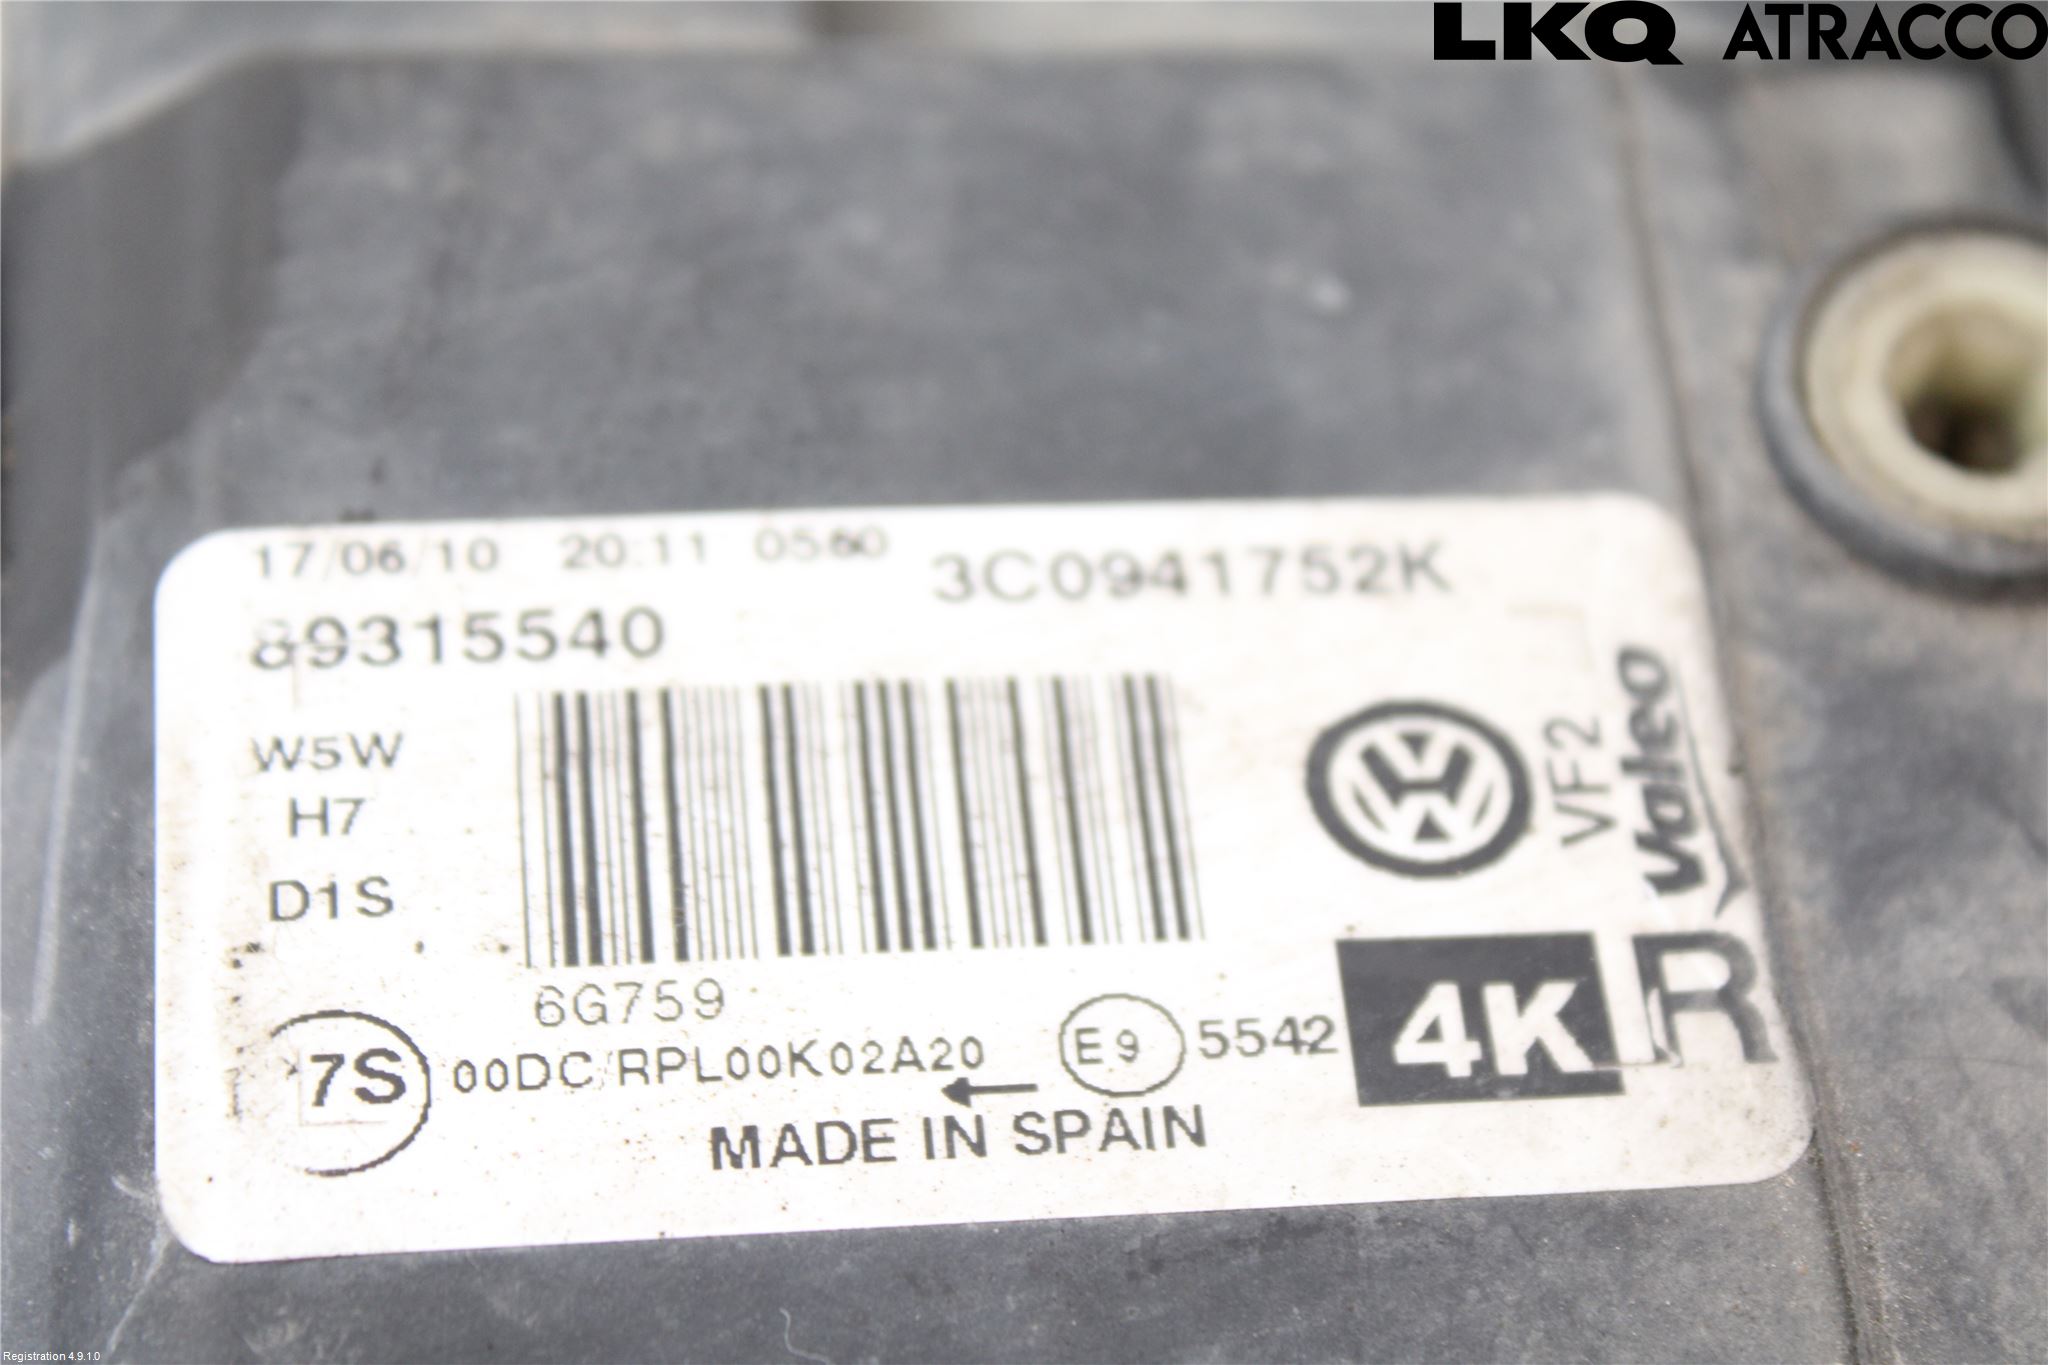 LKQ ATRACCO
17/06/10 20:11 0560 3C0941752K
89315540
W5W
H7
D1S
VF2
Valeo
6G759
4K R
7S 00DC/RPL00K02A20 E9 5542
MADE IN SPAIN
Registration 4.9.1.0